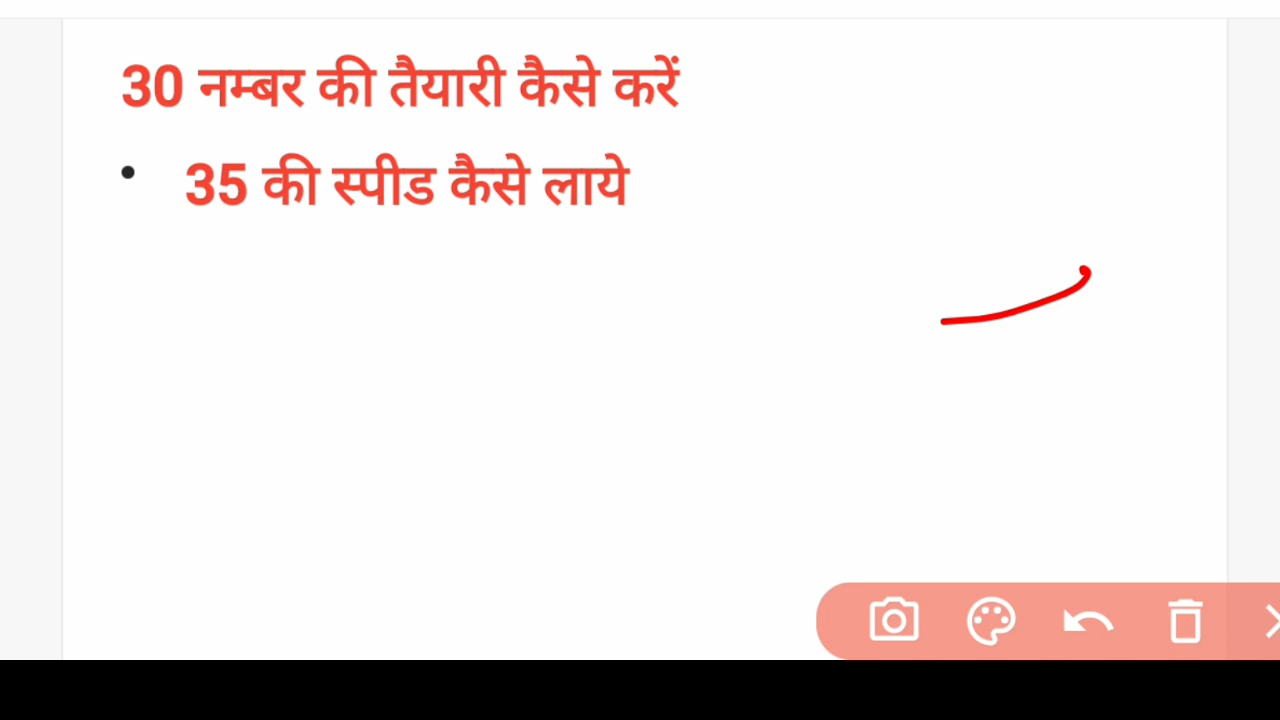 30 नम्बर की तैयारी कैसे करें
35 की स्पीड कैसे लाये